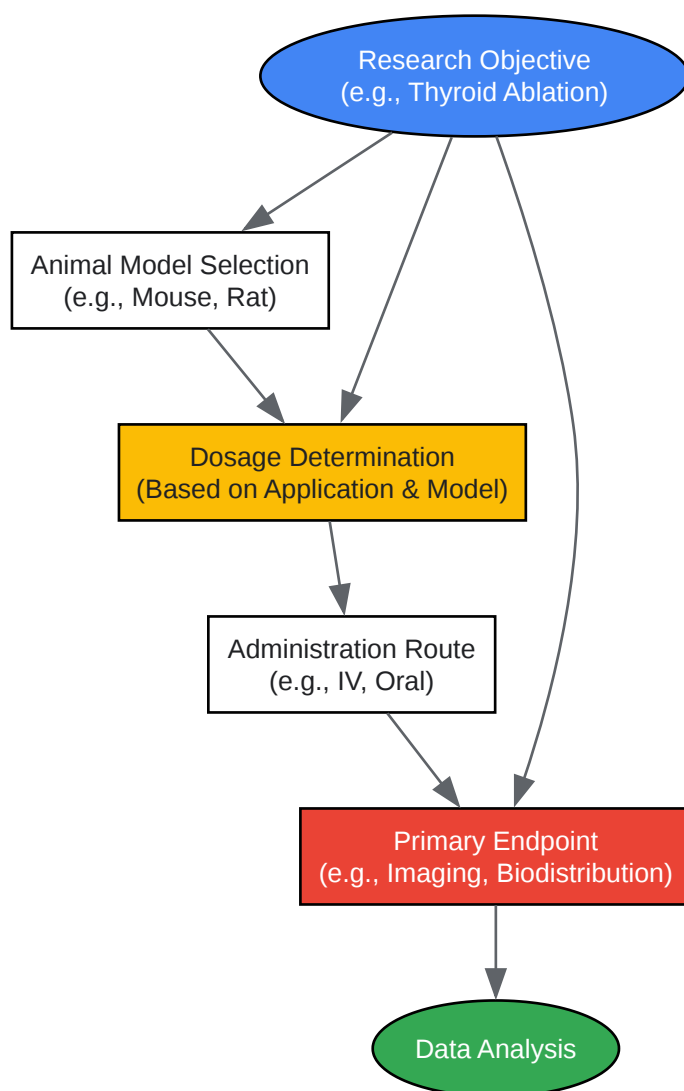 Research Objective
(e.g., Thyroid Ablation)
Animal Model Selection
(e.g., Mouse, Rat)
Dosage Determination
(Based on Application & Model)
Administration Route
(e.g., IV, Oral)
Primary Endpoint
(e.g., Imaging, Biodistribution)
Data Analysis